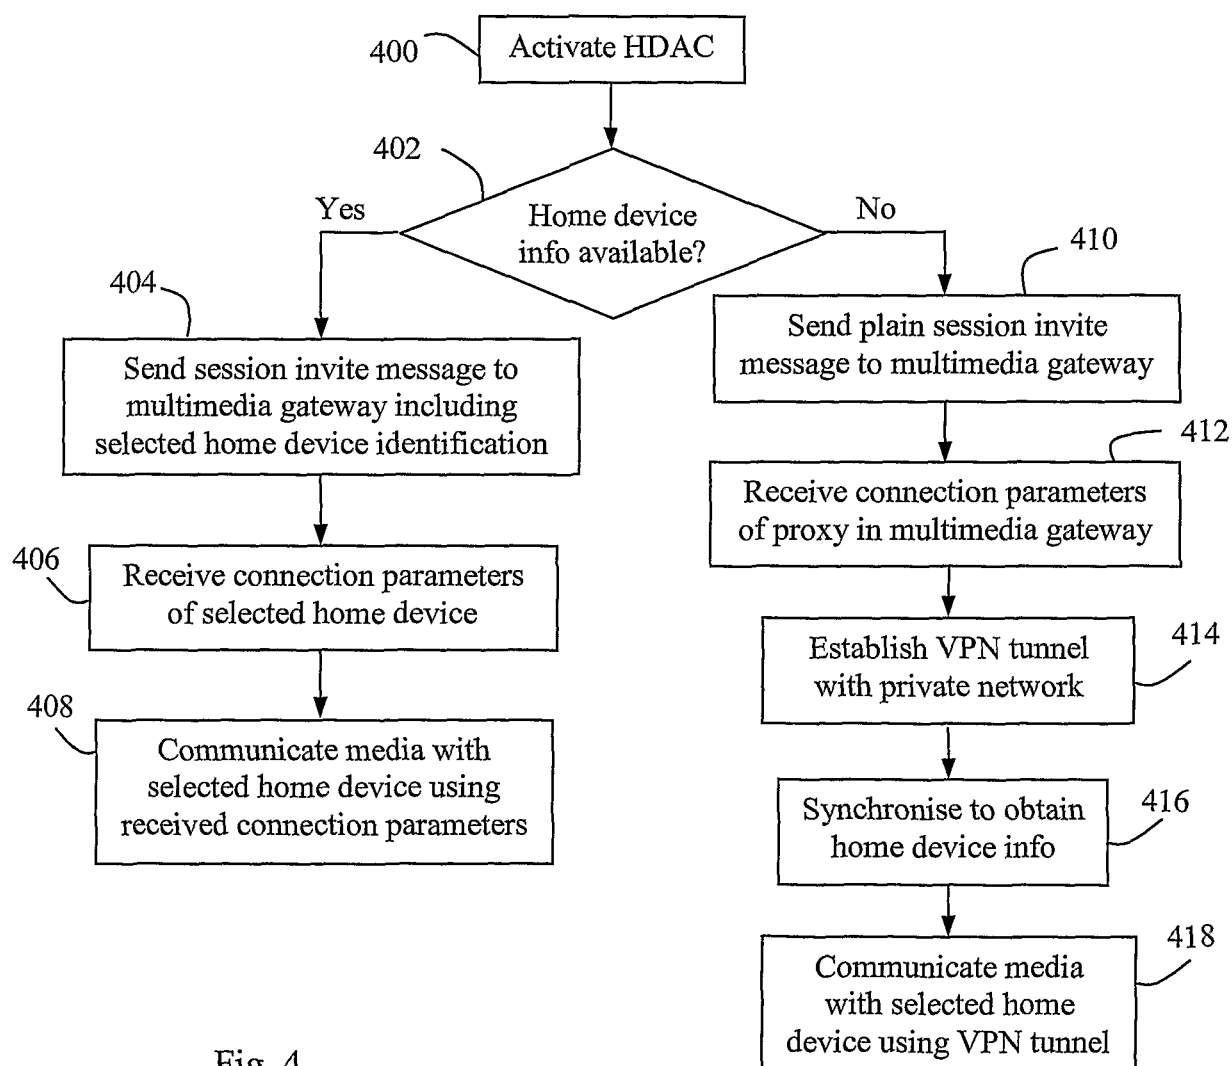 400
Activate HDAC
402
Yes
Home device
info available?
No
404
410
Send session invite message to
multimedia gateway including
selected home device identification
Send plain session invite
message to multimedia gateway
412
Receive connection parameters
of proxy in multimedia gateway
406
Receive connection parameters
of selected home device
414
Establish VPN tunnel
with private network
408
Communicate media with
selected home device using
received connection parameters
416
Synchronise to obtain
home device info
418
Communicate media
with selected home
device using VPN tunnel
Fig. 4